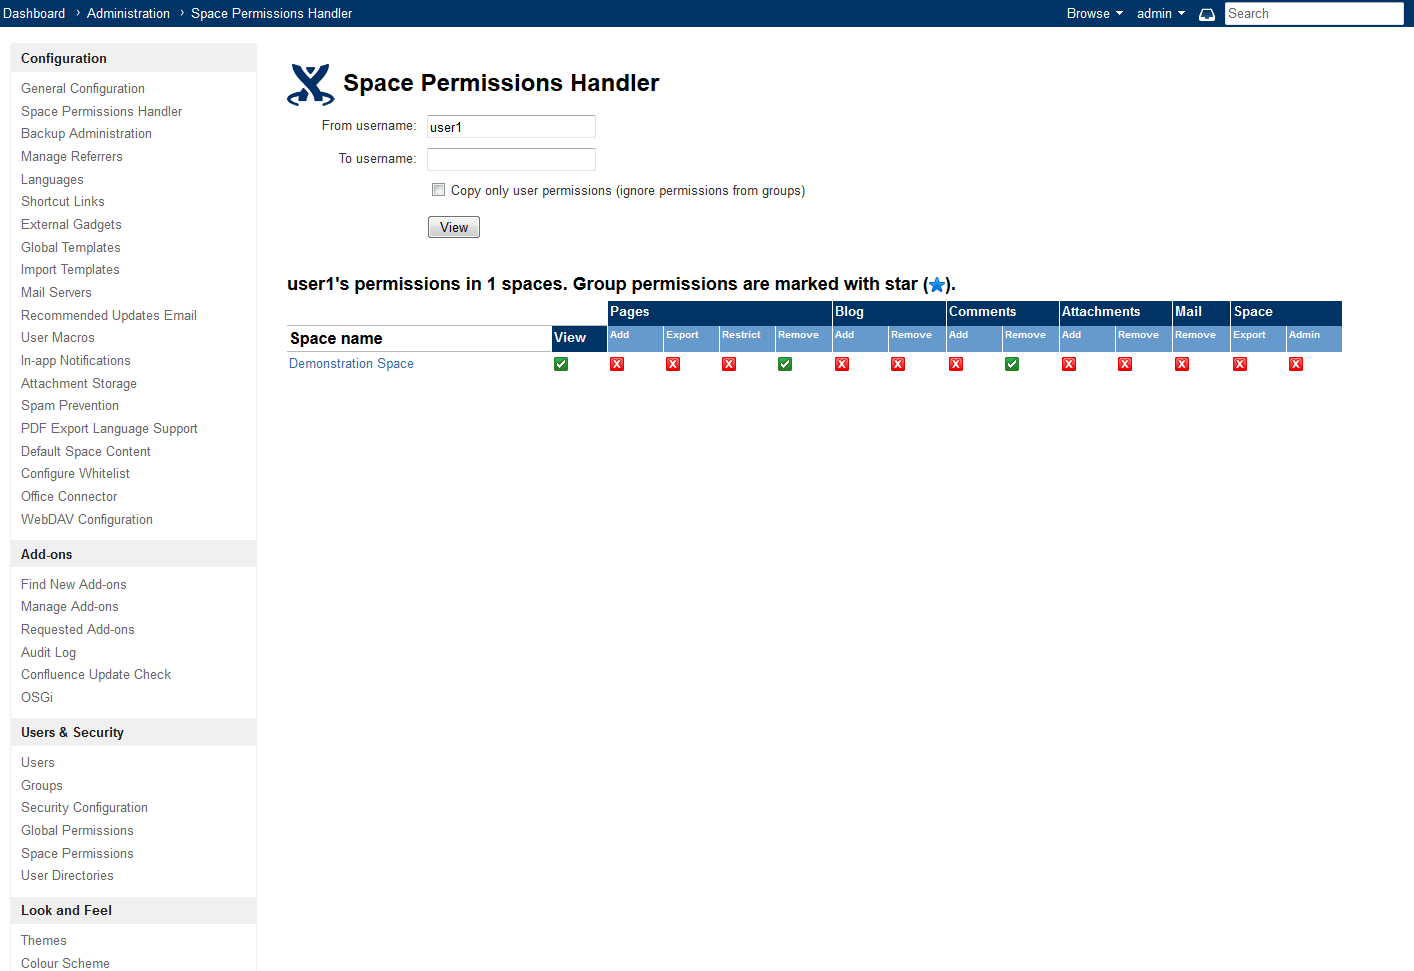 Dashboard › Administration › Space Permissions Handler
Browse admin Search
Configuration
General Configuration
Space Permissions Handler
Backup Administration
Manage Referrers
Languages
Shortcut Links
External Gadgets
Global Templates
Import Templates
Mail Servers
Recommended Updates Email
User Macros
In-app Notifications
Attachment Storage
Spam Prevention
PDF Export Language Support
Default Space Content
Configure Whitelist
Office Connector
WebDAV Configuration
Add-ons
Find New Add-ons
Manage Add-ons
Requested Add-ons
Audit Log
Confluence Update Check
OSGi
Users & Security
Users
Groups
Security Configuration
Global Permissions
Space Permissions
User Directories
Look and Feel
Themes
Colour Scheme
Space Permissions Handler
From username: user1
To username:
Copy only user permissions (ignore permissions from groups)
View
user1's permissions in 1 spaces. Group permissions are marked with star (★).
Pages Blog Comments Attachments Mail Space
Space name View Add Export Restrict Remove Add Remove Add Remove Add Remove Remove Export Admin
Demonstration Space